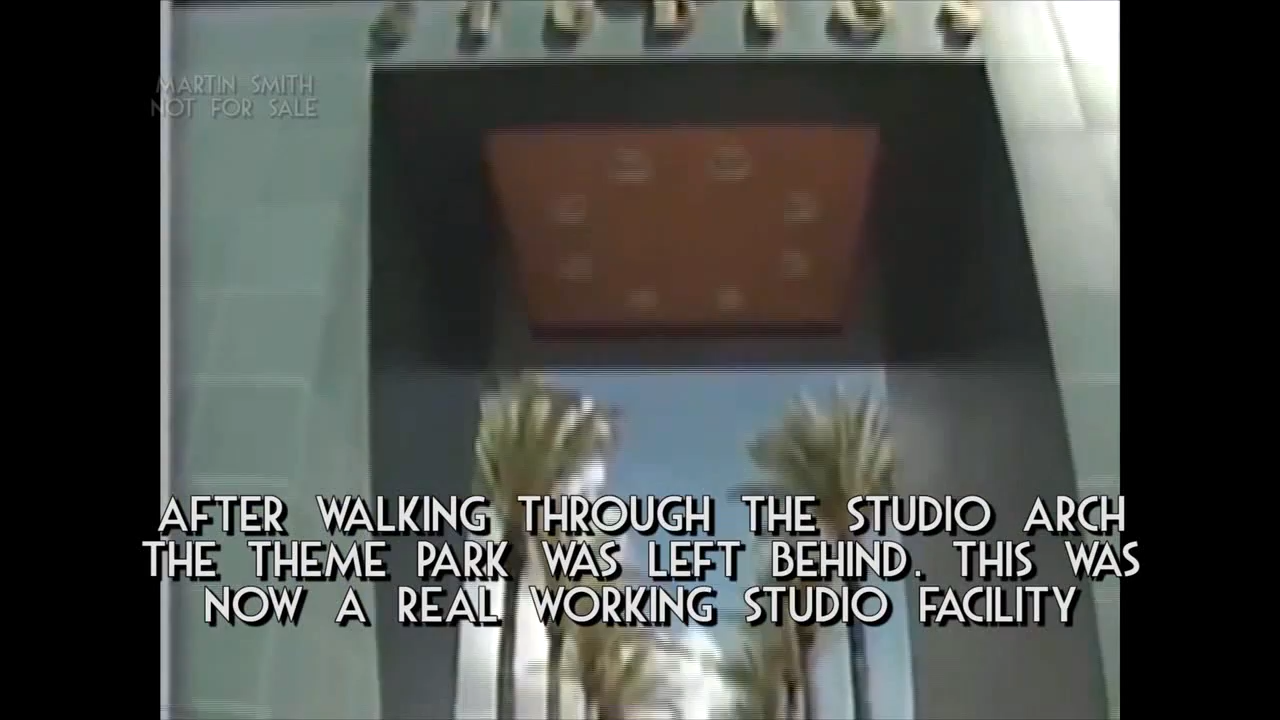 STUDIOS
MARTIN SMITH
NOT FOR SALE
AFTER WALKING THROUGH THE STUDIO ARCH
THE THEME PARK WAS LEFT BEHIND. THIS WAS
NOW A REAL WORKING STUDIO FACILITY